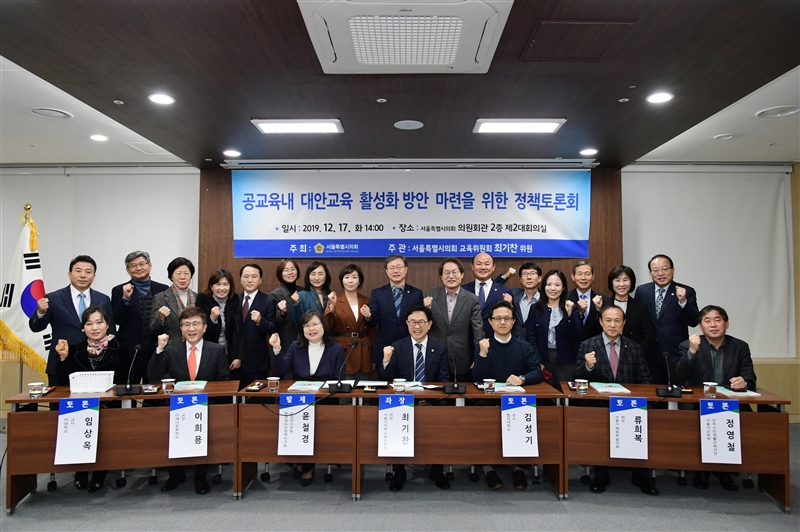 공교육내 대안교육 활성화 방안 마련을 위한 정책토론회
• 일시 : 2019. 12. 17. 화 14:00 • 장소 : 서울특별시의회 의원회관 2층 제2대회의실
주최 : 서울특별시의회 주관 : 서울특별시의회 교육위원회 최기찬 위원
토론
임상옥
토론
이희용
발제
윤철경
좌장
최기찬
토론
김성기
토론
류희복
토론
정영철